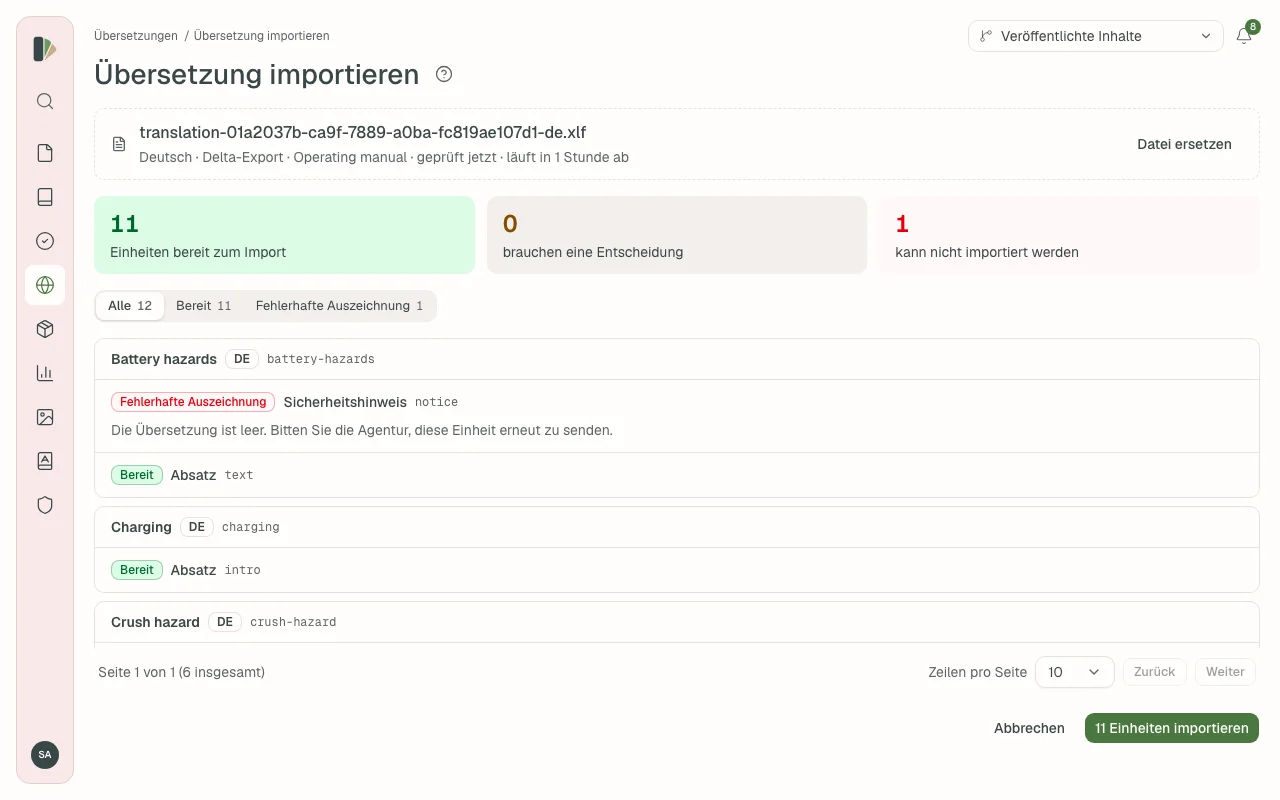 Übersetzungen / Übersetzung importieren
Veröffentlichte Inhalte
8
Übersetzung importieren
translation-01a2037b-ca9f-7889-a0ba-fc819ae107d1-de.xlf
Deutsch · Delta-Export · Operating manual · geprüft jetzt · läuft in 1 Stunde ab
Datei ersetzen
11
Einheiten bereit zum Import
0
brauchen eine Entscheidung
1
kann nicht importiert werden
Alle 12 Bereit 11 Fehlerhafte Auszeichnung 1
Battery hazards DE battery-hazards
Fehlerhafte Auszeichnung Sicherheitshinweis notice
Die Übersetzung ist leer. Bitten Sie die Agentur, diese Einheit erneut zu senden.
Bereit Absatz text
Charging DE charging
Bereit Absatz intro
Crush hazard DE crush-hazard
Seite 1 von 1 (6 insgesamt)
Zeilen pro Seite 10 Zurück Weiter
Abbrechen 11 Einheiten importieren
SA